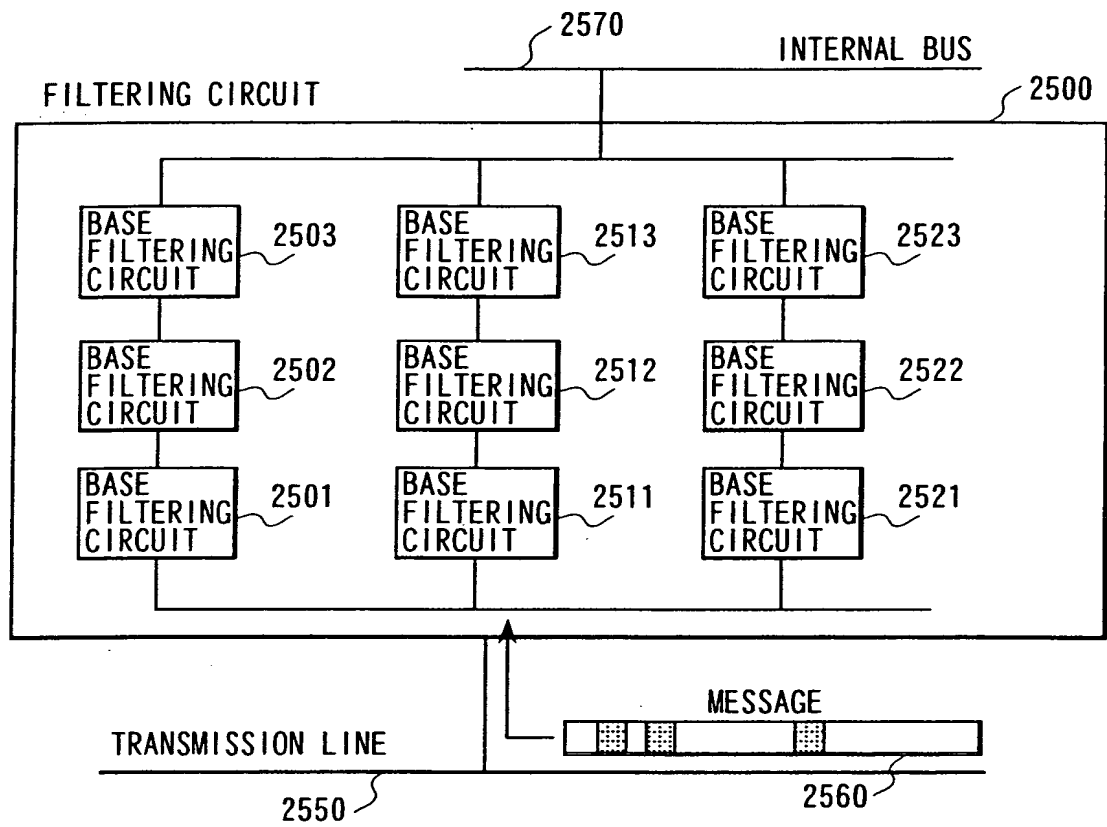 2570
INTERNAL BUS
FILTERING CIRCUIT
2500
BASE
FILTERING
CIRCUIT
2503
BASE
FILTERING
CIRCUIT
2513
BASE
FILTERING
CIRCUIT
2523
BASE
FILTERING
CIRCUIT
2502
BASE
FILTERING
CIRCUIT
2512
BASE
FILTERING
CIRCUIT
2522
BASE
FILTERING
CIRCUIT
2501
BASE
FILTERING
CIRCUIT
2511
BASE
FILTERING
CIRCUIT
2521
MESSAGE
TRANSMISSION LINE
2550
2560